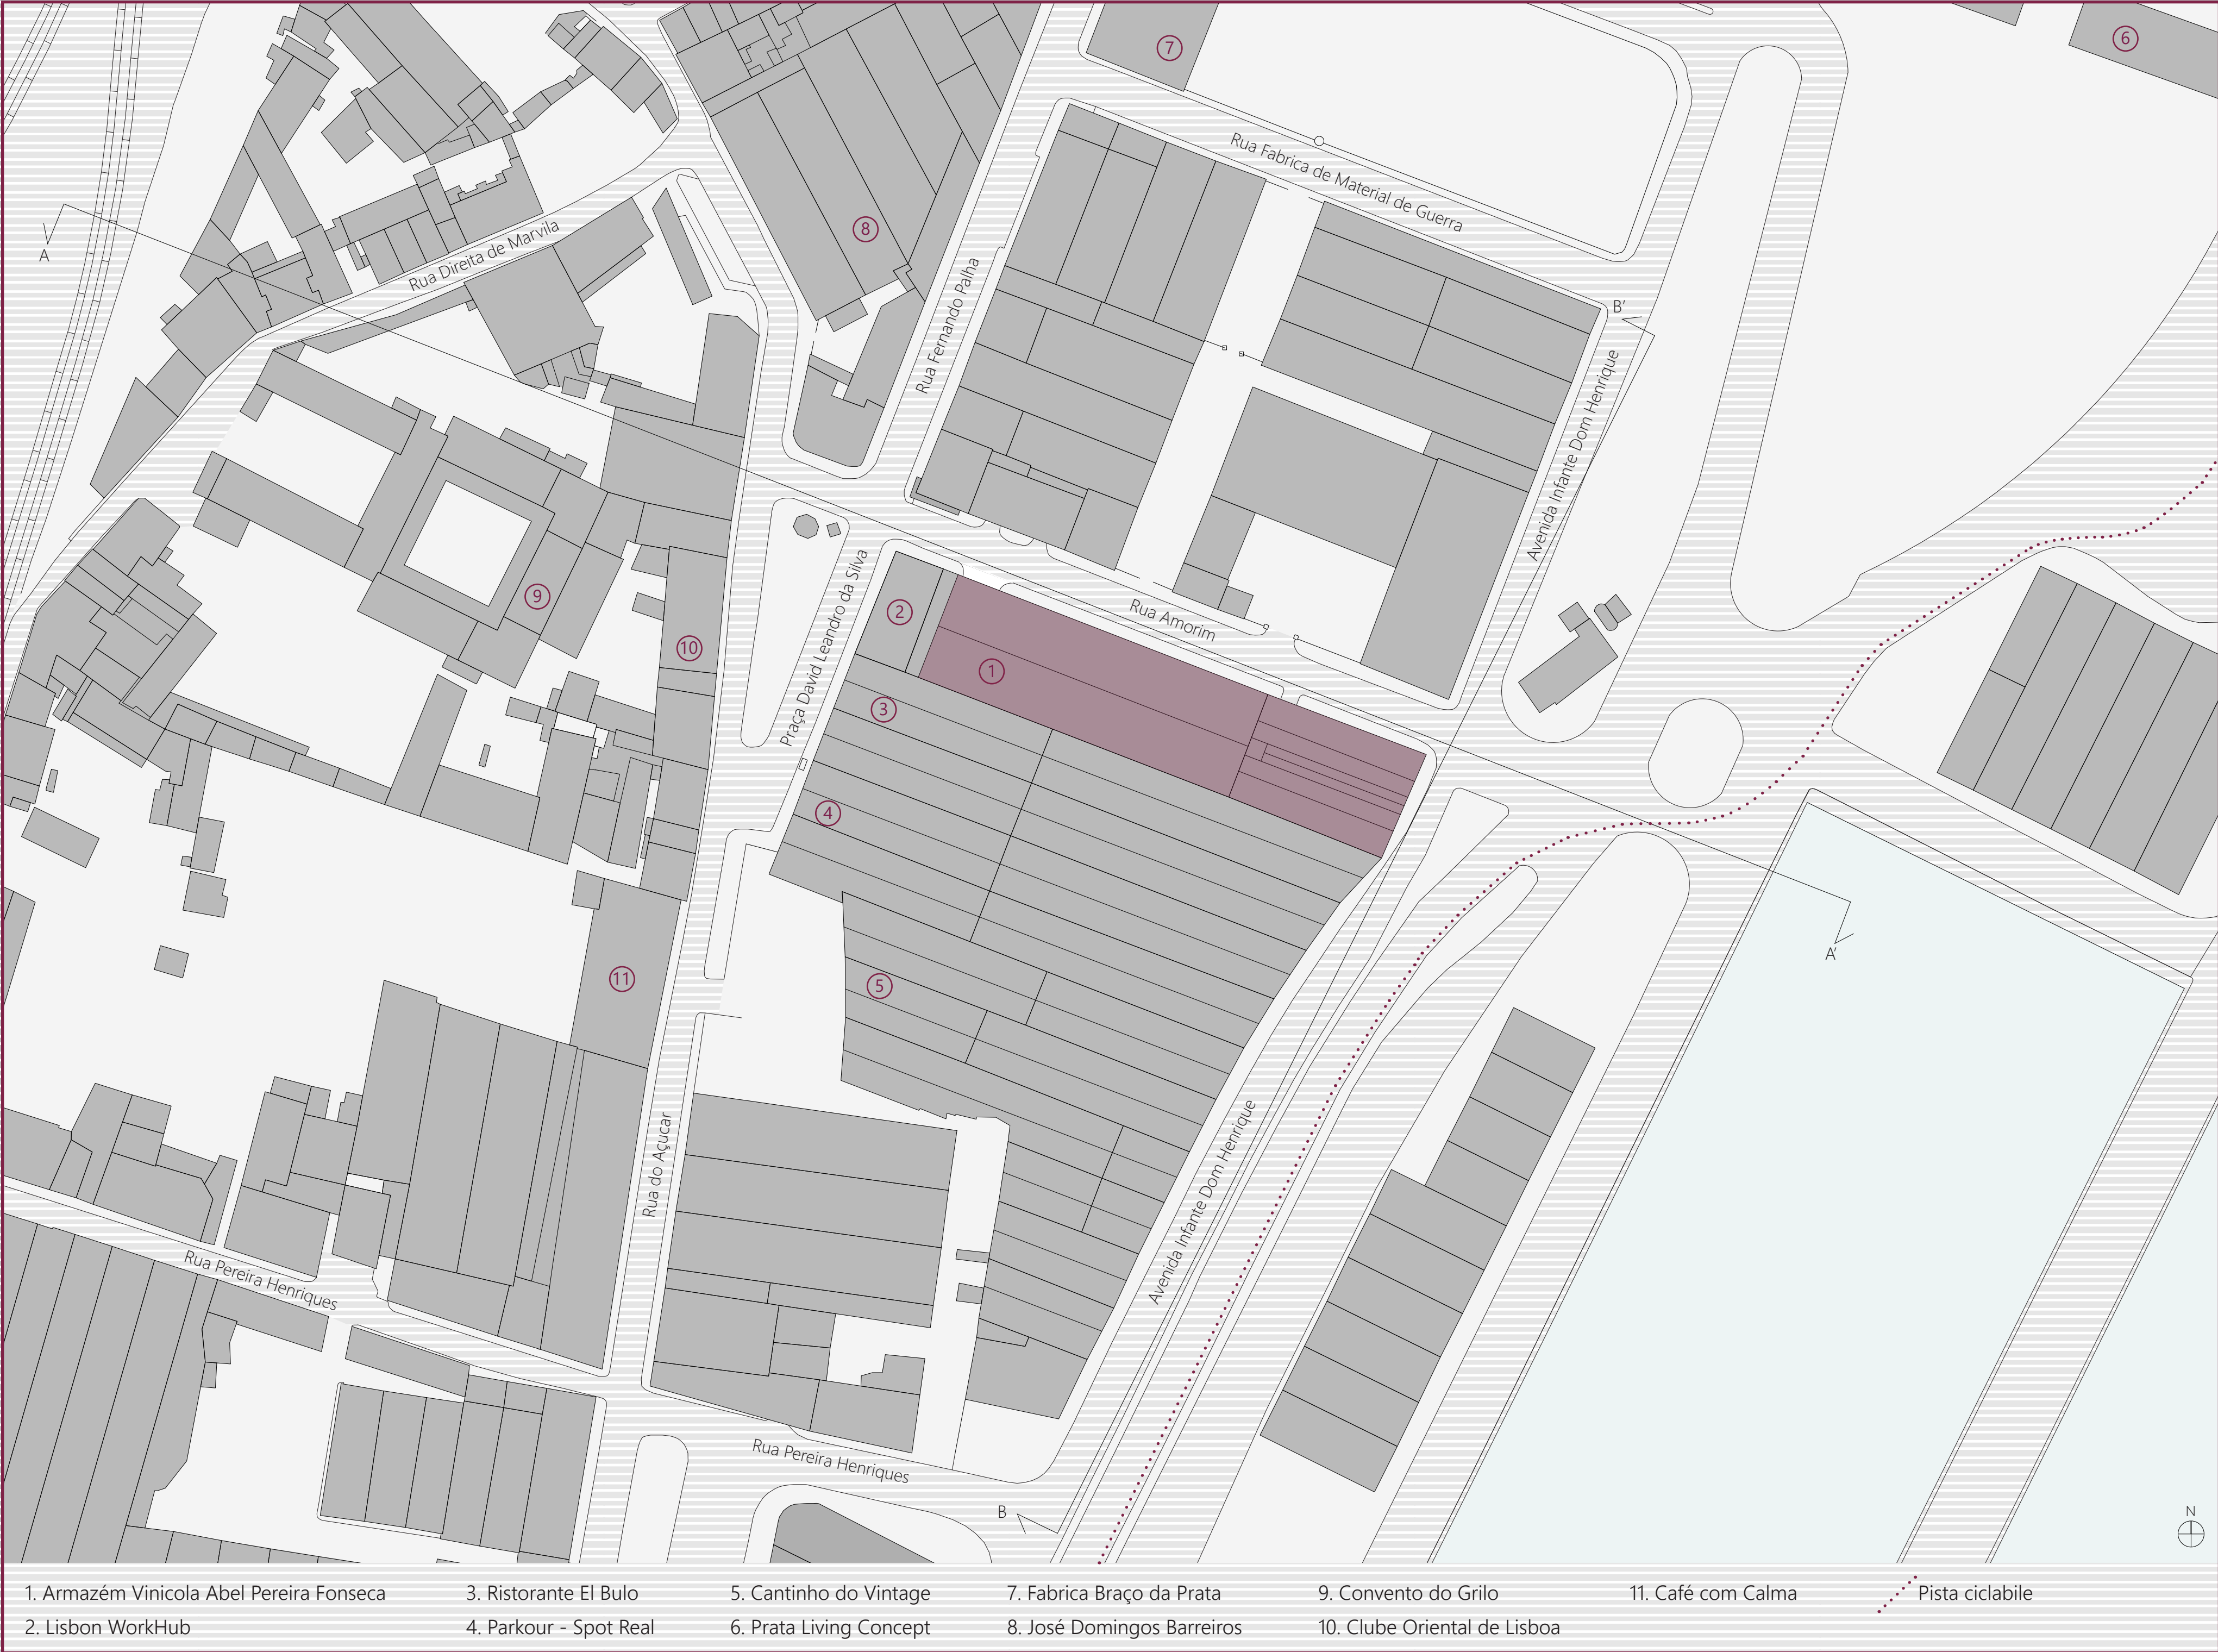 7
6
Rua Fabrica de Material de Guerra
8
A
Rua Direita de Marvila
Rua Fernando Palha
B'
Avenida Infante Dom Henrique
9
2
Rua Amorim
10
Praça David Leandro da Silva
1
3
4
A'
11
5
Rua do Açucar
Avenida Infante Dom Henrique
Rua Pereira Henriques
Rua Pereira Henriques
B
N
1. Armazém Vinicola Abel Pereira Fonseca
3. Ristorante El Bulo
5. Cantinho do Vintage
7. Fabrica Braço da Prata
9. Convento do Grilo
11. Café com Calma
Pista ciclabile
2. Lisbon WorkHub
4. Parkour - Spot Real
6. Prata Living Concept
8. José Domingos Barreiros
10. Clube Oriental de Lisboa